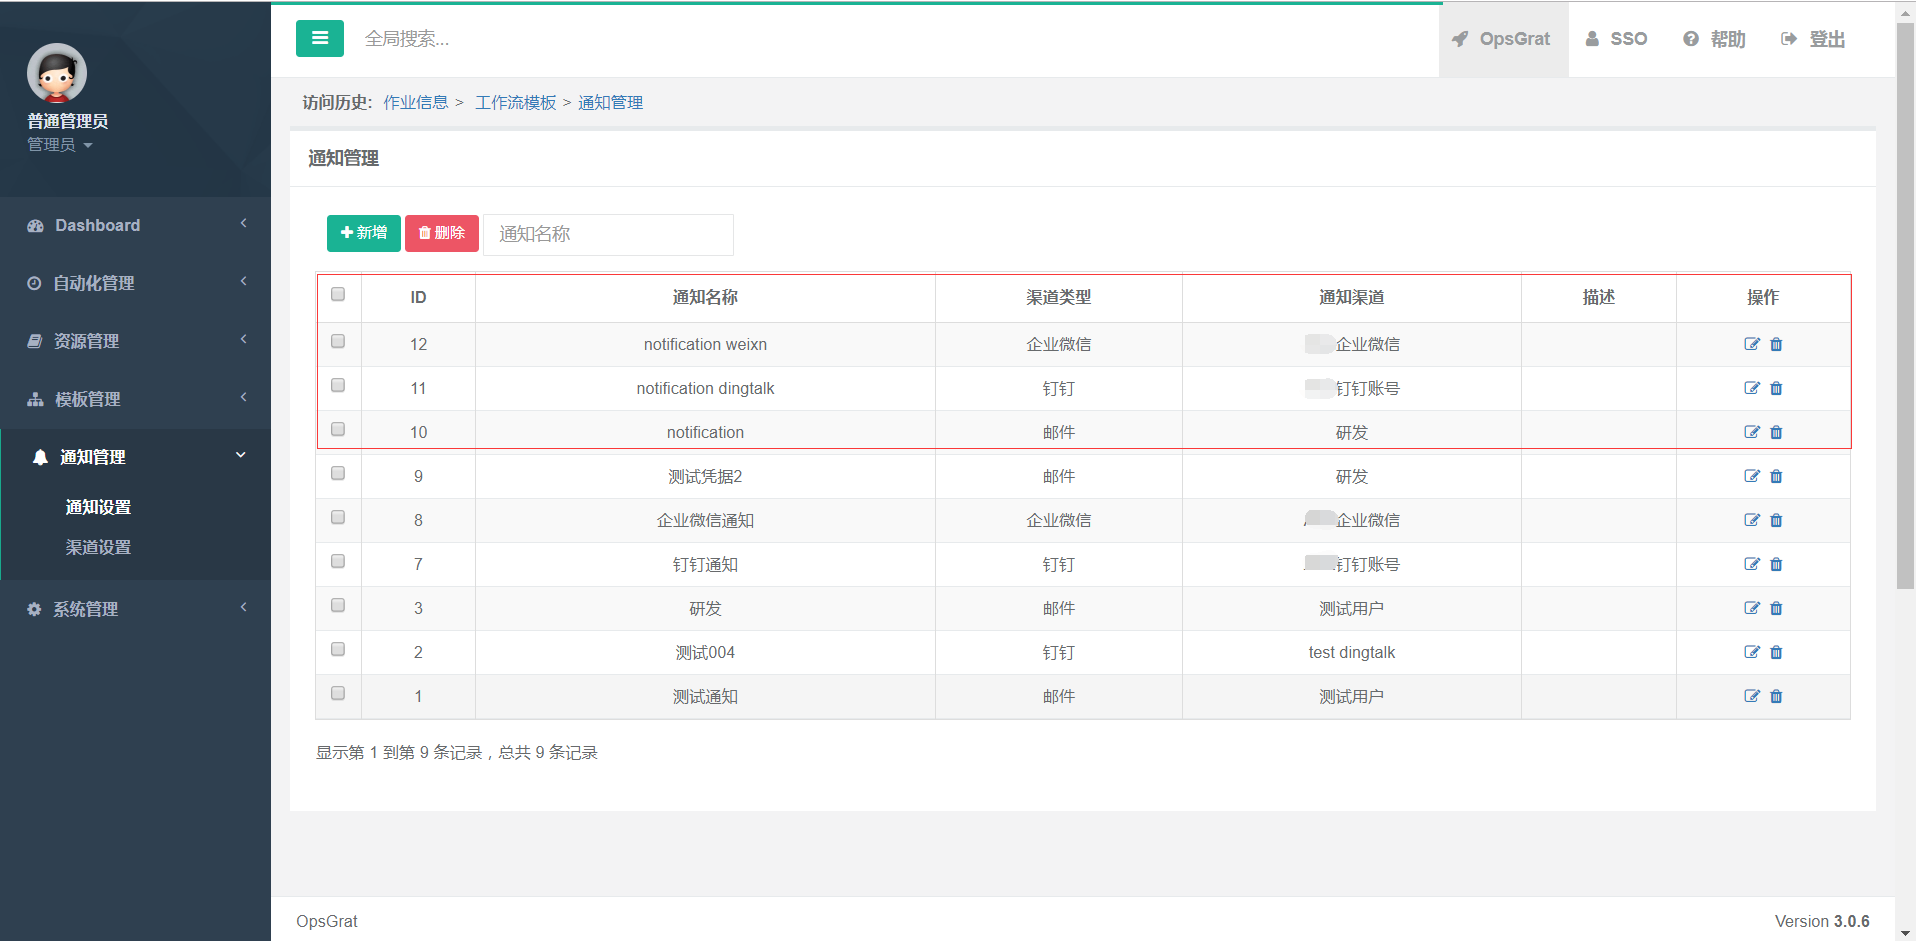 全局搜索...
OpsGrat
SSO
帮助
登出
普通管理员
管理员
Dashboard
自动化管理
资源管理
模板管理
通知管理
通知设置
渠道设置
系统管理
访问历史: 作业信息 > 工作流模板 > 通知管理
通知管理
新增 删除 通知名称
ID 通知名称 渠道类型 通知渠道 描述 操作
12 notification weixn 企业微信 企业微信
11 notification dingtalk 钉钉 钉钉账号
10 notification 邮件 研发
9 测试凭据2 邮件 研发
8 企业微信通知 企业微信 企业微信
7 钉钉通知 钉钉 钉钉账号
3 研发 邮件 测试用户
2 测试004 钉钉 test dingtalk
1 测试通知 邮件 测试用户
显示第 1 到第 9 条记录，总共 9 条记录
OpsGrat
Version 3.0.6